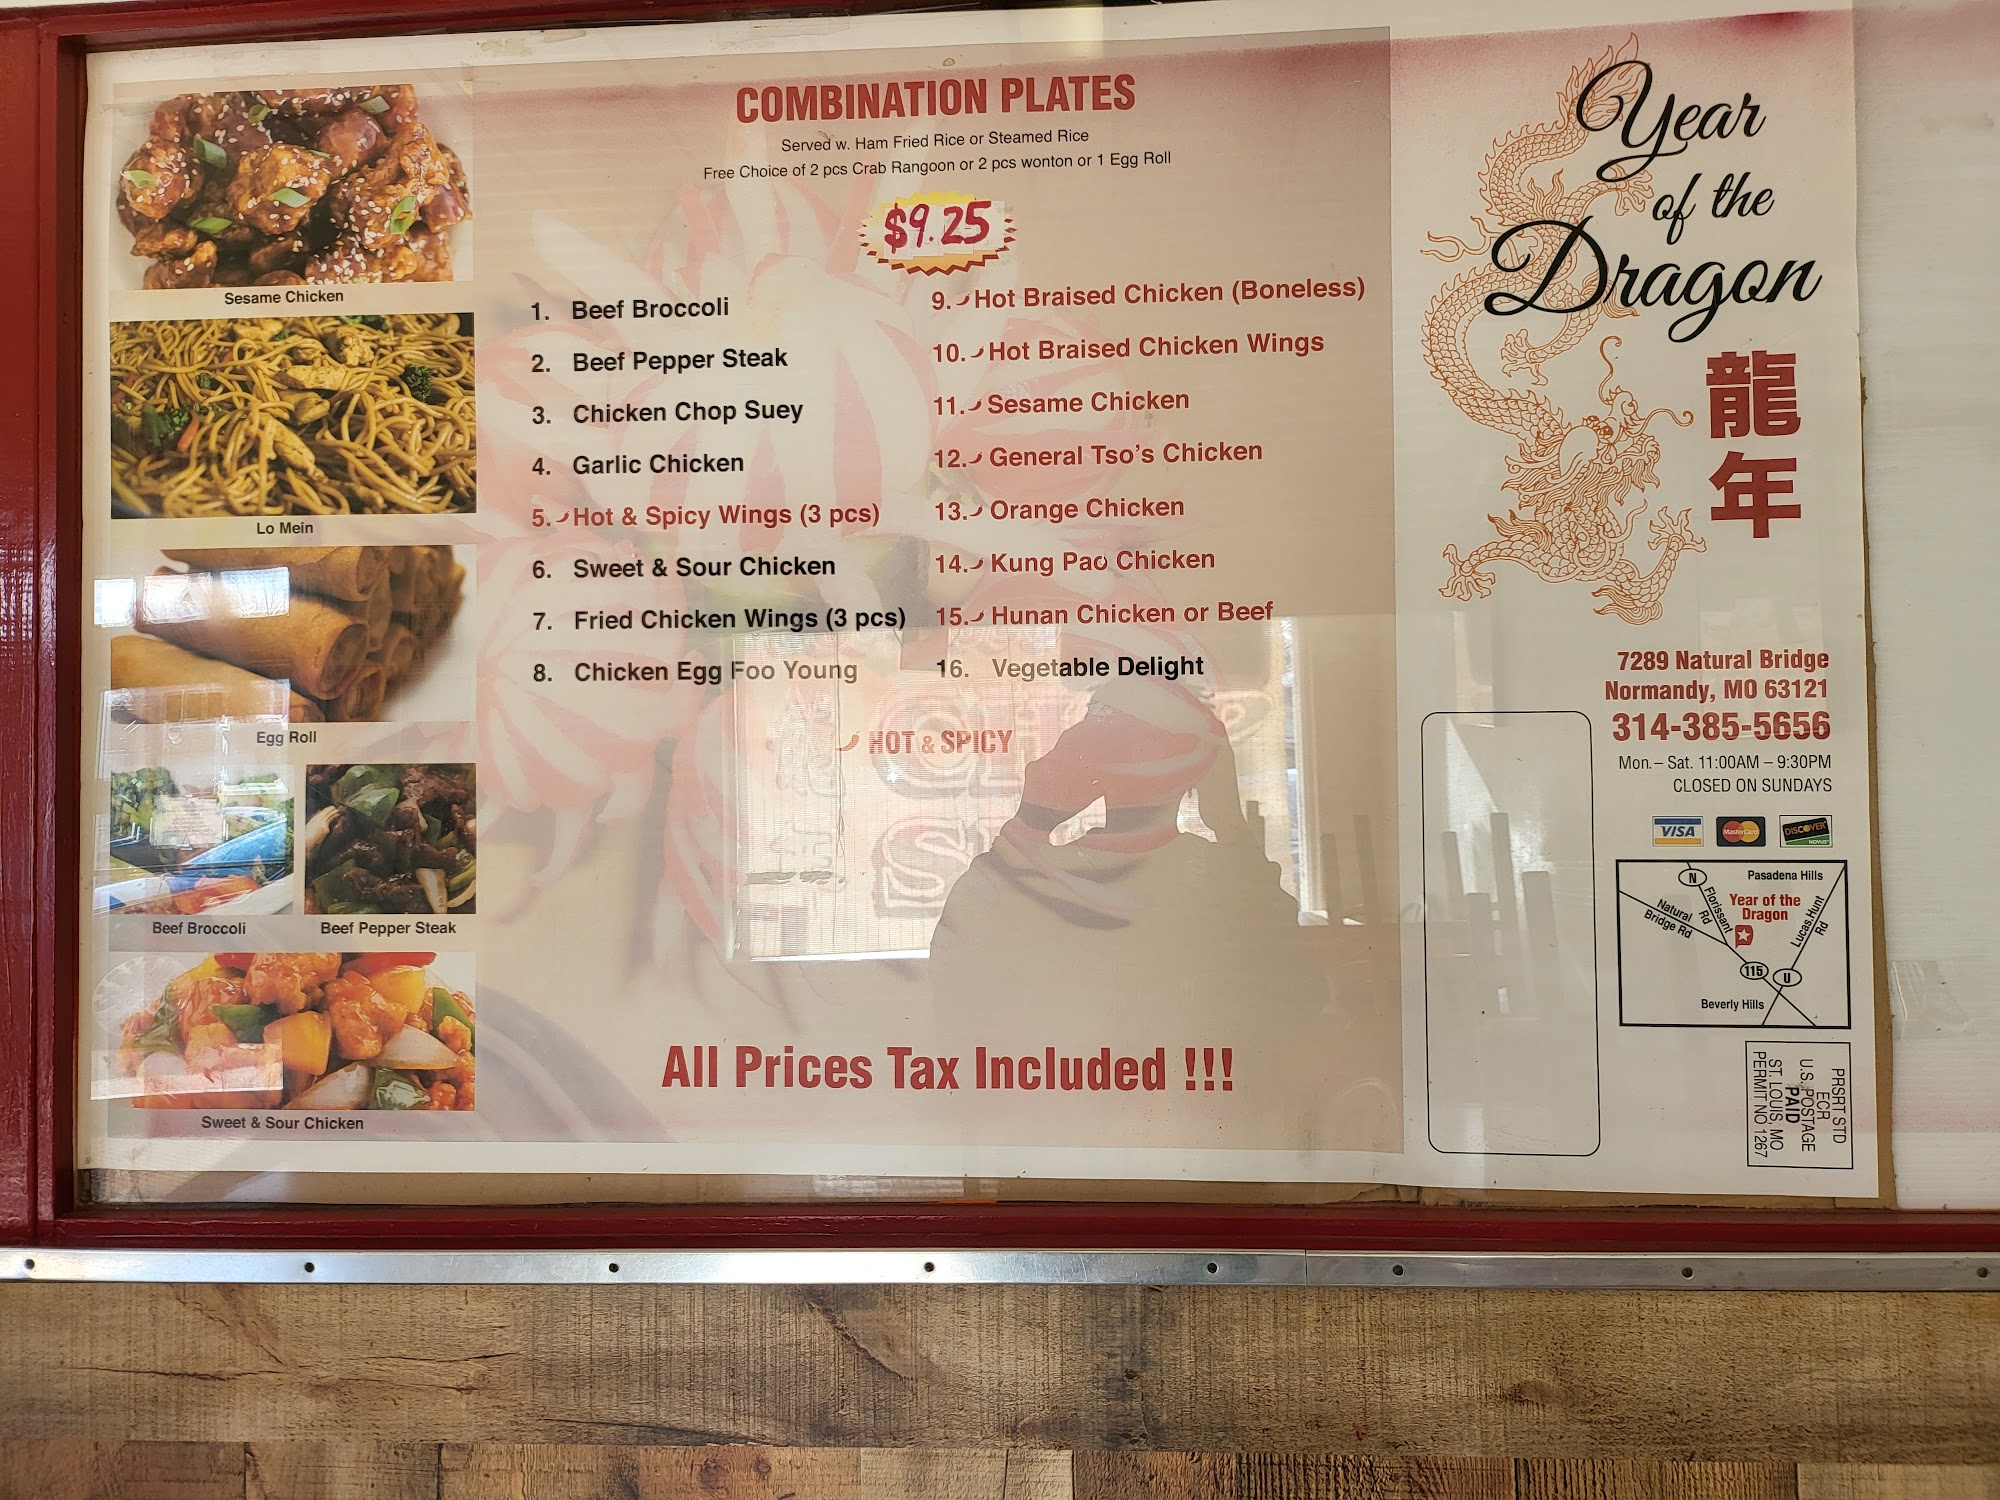 COMBINATION PLATES
Served w. Ham Fried Rice or Steamed Rice
Free Choice of 2 pcs Crab Rangoon or 2 pcs wonton or 1 Egg Roll
$9.25
1. Beef Broccoli
2. Beef Pepper Steak
3. Chicken Chop Suey
4. Garlic Chicken
5. Hot & Spicy Wings (3 pcs)
6. Sweet & Sour Chicken
7. Fried Chicken Wings (3 pcs)
8. Chicken Egg Foo Young
9. Hot Braised Chicken (Boneless)
10. Hot Braised Chicken Wings
11. Sesame Chicken
12. General Tso's Chicken
13. Orange Chicken
14. Kung Pao Chicken
15. Hunan Chicken or Beef
16. Vegetable Delight
HOT & SPICY
All Prices Tax Included !!!
Sesame Chicken
Lo Mein
Egg Roll
Beef Broccoli
Beef Pepper Steak
Sweet & Sour Chicken
Year
of the
Dragon
龍
年
7289 Natural Bridge
Normandy, MO 63121
314-385-5656
Mon.– Sat. 11:00AM – 9:30PM
CLOSED ON SUNDAYS
VISA
MasterCard
DISCOVER
NOVUS
N
Pasadena Hills
Natural
Bridge Rd
Florissant
Rd
Year of the
Dragon
Lucas.Hunt
Rd
115
U
Beverly Hills
PRSRT STD
ECR
U.S. POSTAGE
PAID
ST. LOUIS, MO
PERMIT NO 1267